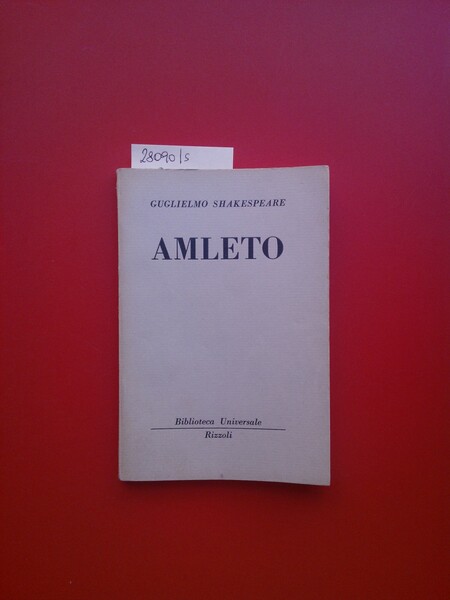 28090/s
GUGLIELMO SHAKESPEARE
AMLETO
Biblioteca Universale
Rizzoli